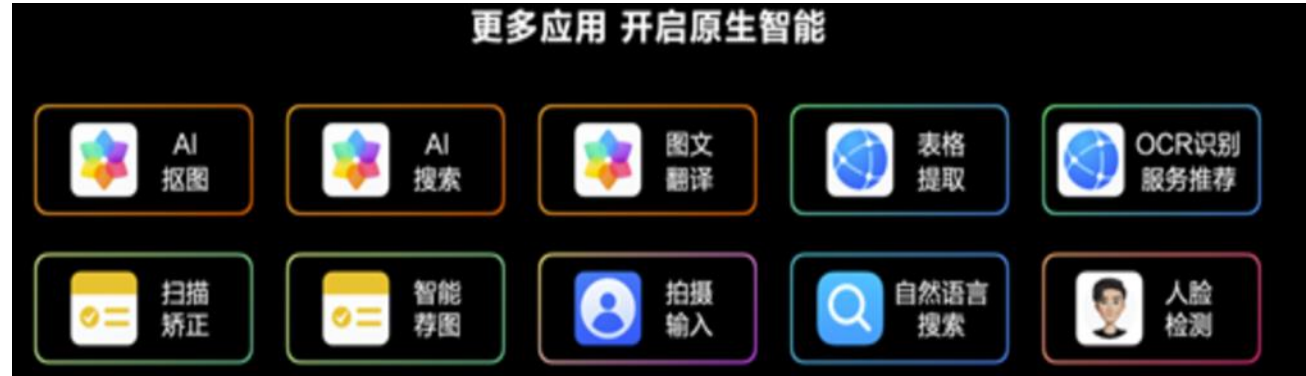 更多应用 开启原生智能
AI
抠图
AI
搜索
图文
翻译
表格
提取
OCR识别
服务推荐
扫描
矫正
智能
荐图
拍摄
输入
自然语言
搜索
人脸
检测